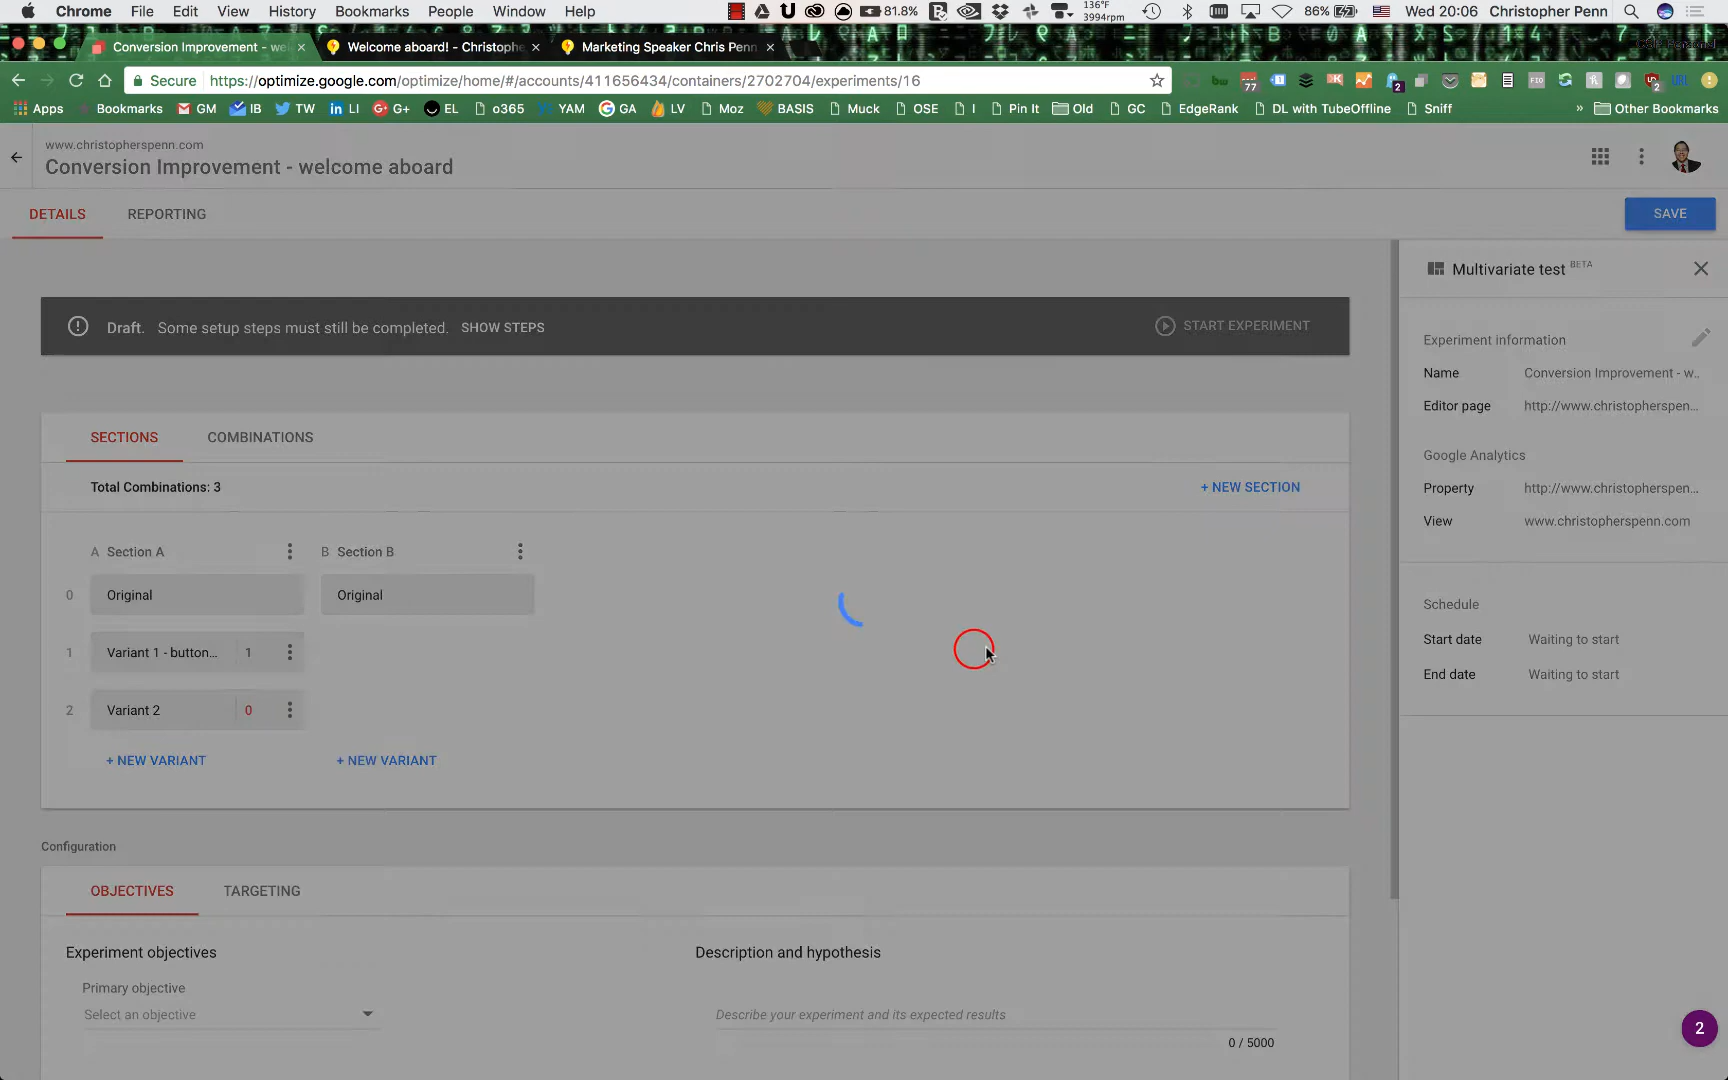 Chrome File Edit View History Bookmarks People Window Help 81.8% 136°F 3994rpm 86% Wed 20:06 Christopher Penn
Conversion Improvement - wel Welcome aboard! - Christophe Marketing Speaker Chris Penn
Secure https://optimize.google.com/optimize/home/#/accounts/411656434/containers/2702704/experiments/16
Apps Bookmarks GM IB TW LI G+ EL o365 YAM GA LV Moz BASIS Muck OSE I Pin It Old GC EdgeRank DL with TubeOffline Sniff » Other Bookmarks
www.christopherspenn.com
Conversion Improvement - welcome aboard
DETAILS REPORTING SAVE
Multivariate test BETA
Draft. Some setup steps must still be completed. SHOW STEPS START EXPERIMENT
Experiment information
Name Conversion Improvement - w..
Editor page http://www.christopherspen...
SECTIONS COMBINATIONS
Google Analytics
Total Combinations: 3 + NEW SECTION
Property http://www.christopherspen...
View www.christopherspenn.com
A Section A B Section B
0 Original Original
Schedule
Start date Waiting to start
1 Variant 1 - button... 1
End date Waiting to start
2 Variant 2 0
+ NEW VARIANT + NEW VARIANT
Configuration
OBJECTIVES TARGETING
Experiment objectives Description and hypothesis
Primary objective
Select an objective Describe your experiment and its expected results
0 / 5000
2